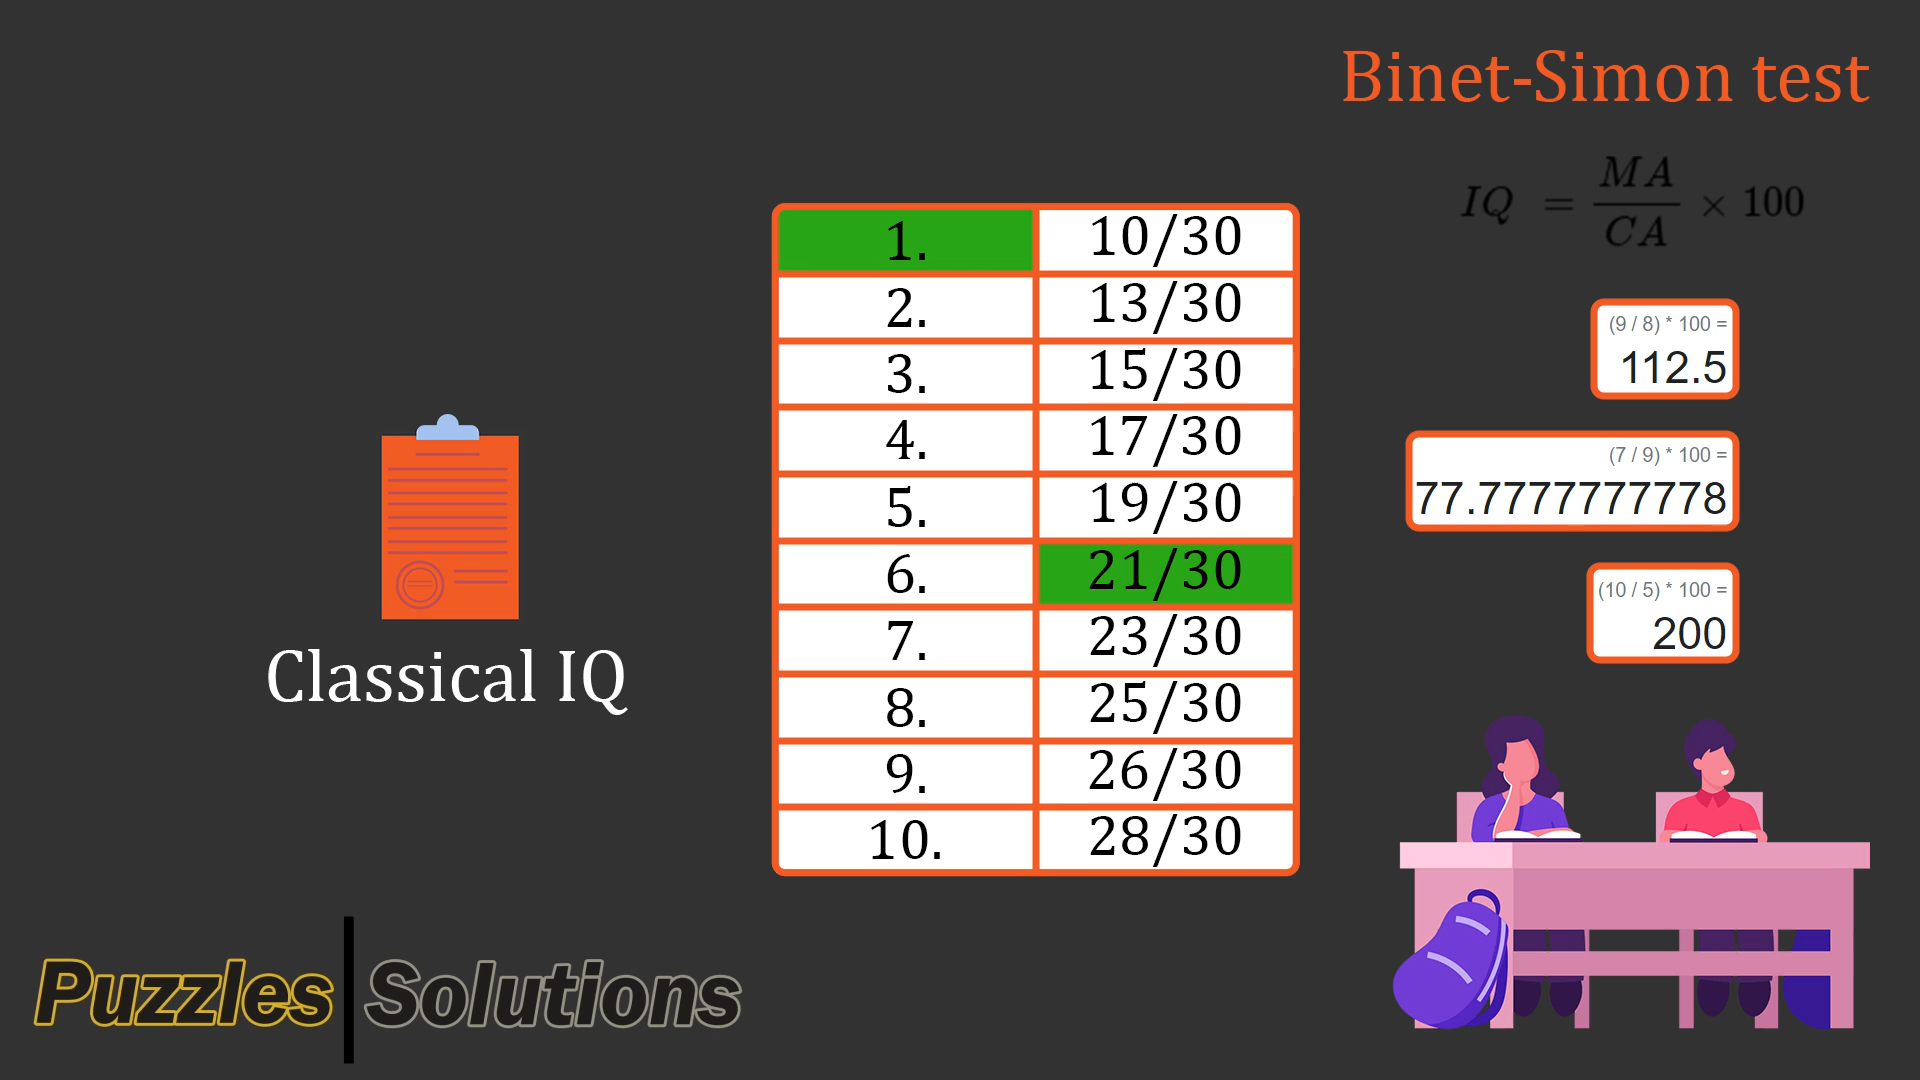 Binet-Simon test
IQ = MA/CA × 100
1. 10/30
2. 13/30
3. 15/30
4. 17/30
5. 19/30
6. 21/30
7. 23/30
8. 25/30
9. 26/30
10. 28/30
(9 / 8) * 100 =
112.5
(7 / 9) * 100 =
77.7777777778
(10 / 5) * 100 =
200
Classical IQ
Puzzles Solutions